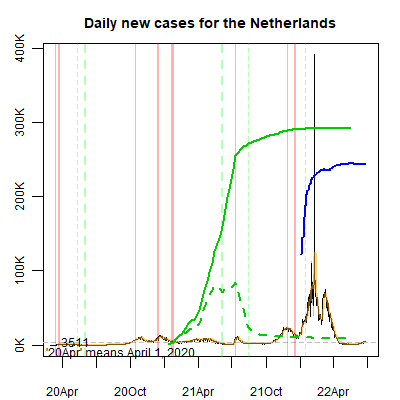 Daily new cases for the Netherlands
400K
300K
200K
100K
0K
3511
'20Apr' means April 1, 2020
20Apr
20Oct
21Apr
21Oct
22Apr